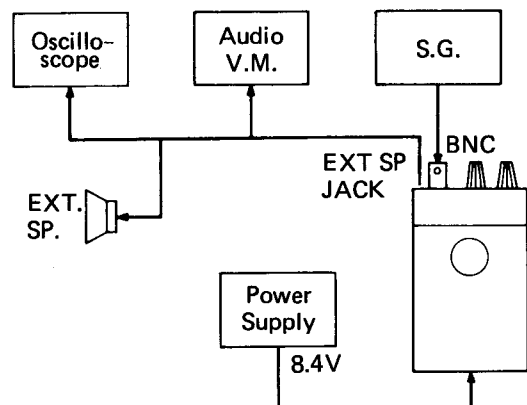 Oscillo-
scope
Audio
V.M.
S.G.
BNC
EXT SP
JACK
EXT.
SP.
Power
Supply
8.4V